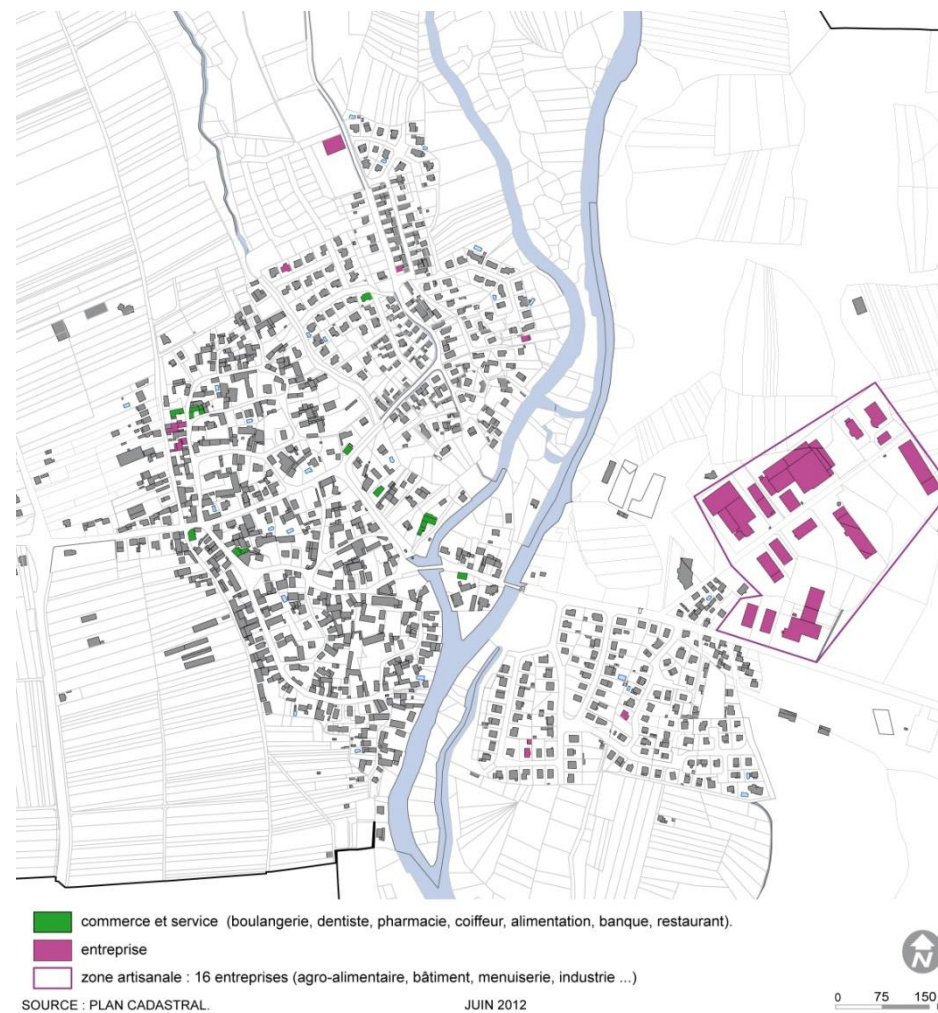 commerce et service (boulangerie, dentiste, pharmacie, coiffeur, alimentation, banque, restaurant).
entreprise
zone artisanale : 16 entreprises (agro-alimentaire, bâtiment, menuiserie, industrie ...)
N
SOURCE : PLAN CADASTRAL.
JUIN 2012
0 75 150